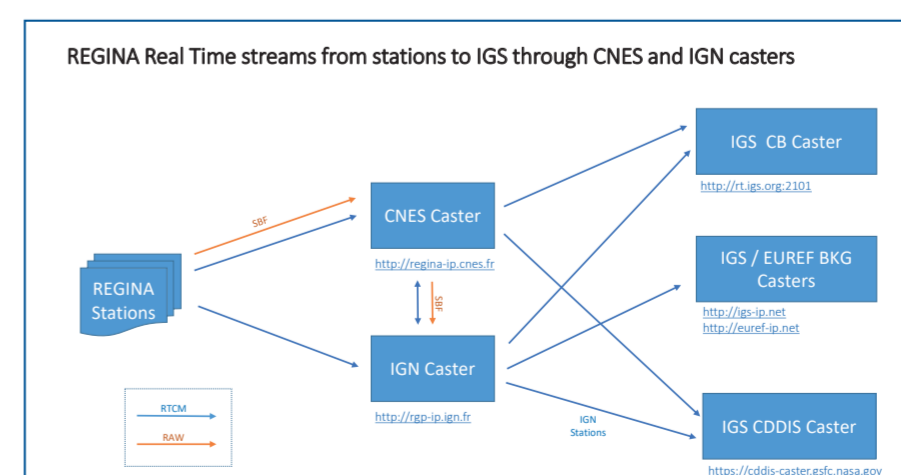 REGINA Real Time streams from stations to IGS through CNES and IGN casters
IGS CB Caster
http://rt.igs.org:2101
SBF
CNES Caster
http://regina-ip.cnes.fr
IGS / EUREF BKG
Casters
http://igs-ip.net
http://euref-ip.net
REGINA
Stations
SBF
IGN Caster
http://rgp-ip.ign.fr
RTCM
RAW
IGN
Stations
IGS CDDIS Caster
https://cddis-caster.gsfc.nasa.gov